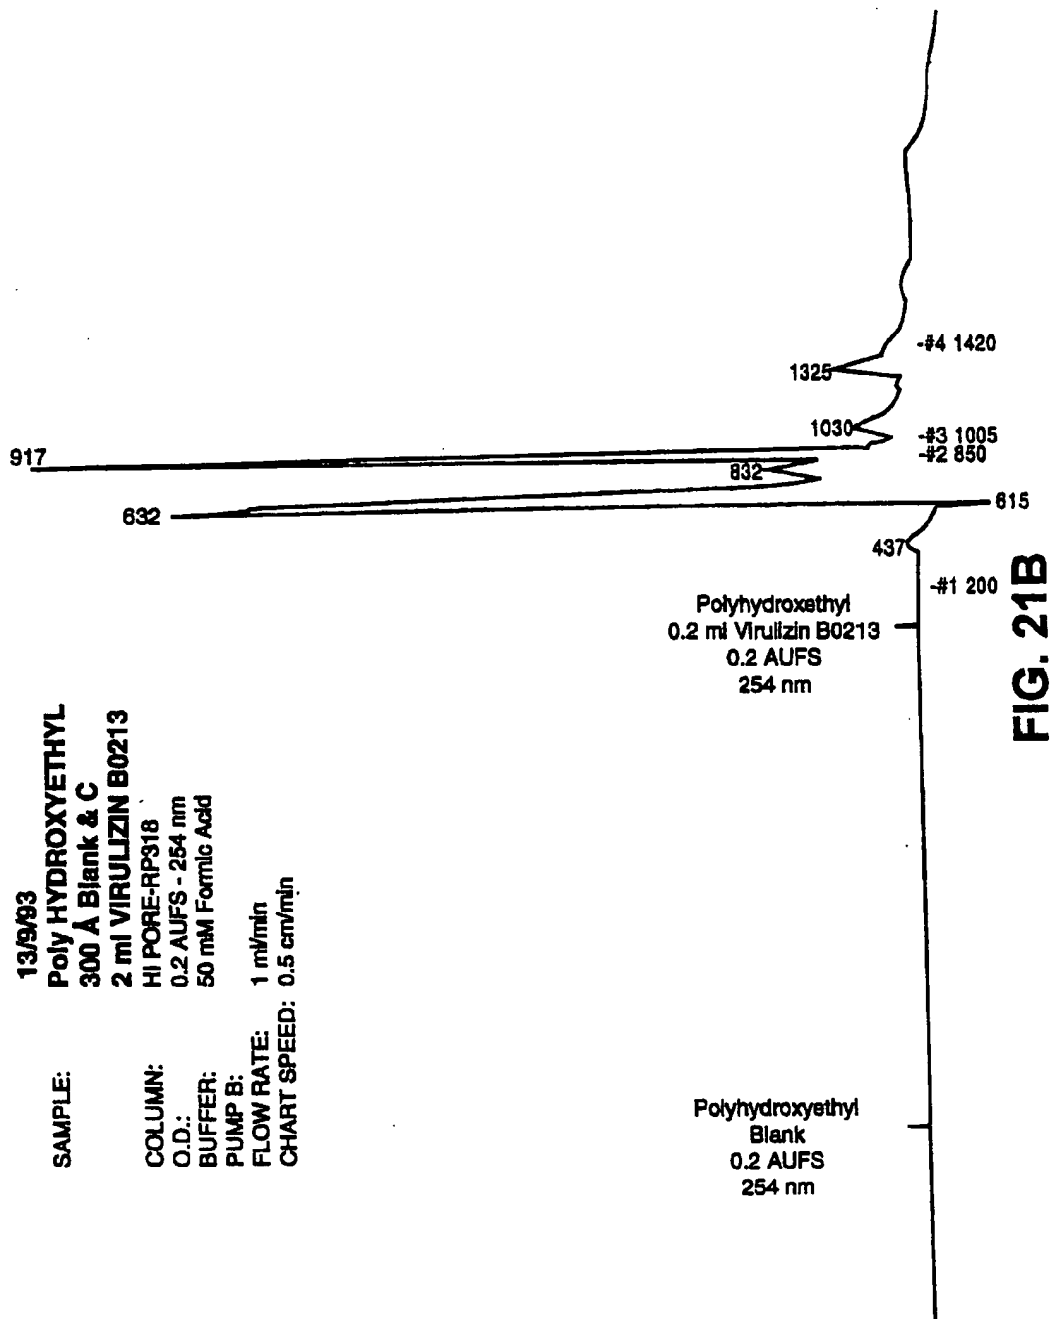 13/9/93
SAMPLE: Poly HYDROXYETHYL
300 Å Blank & C
2 ml VIRULIZIN B0213
COLUMN: HI PORE-RP318
O.D.: 0.2 AUFS - 254 nm
BUFFER: 50 mM Formic Acid
PUMP B:
FLOW RATE: 1 ml/min
CHART SPEED: 0.5 cm/min
917
632
832
1030
1325
-#4 1420
-#3 1005
-#2 850
615
437
-#1 200
Polyhydroxethyl
0.2 ml Virulizin B0213
0.2 AUFS
254 nm
Polyhydroxyethyl
Blank
0.2 AUFS
254 nm
FIG. 21B